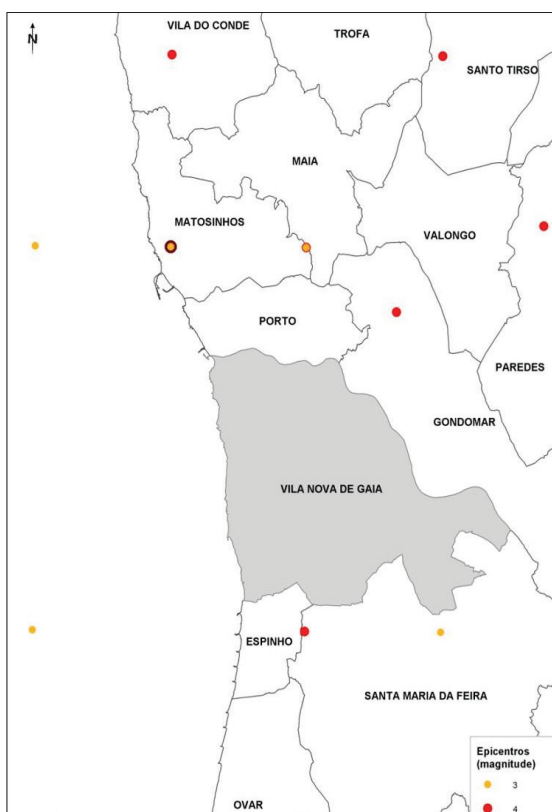 VILA DO CONDE
TROFA
N
SANTO TIRSO
MAIA
MATOSINHOS
VALONGO
PORTO
PAREDES
GONDOMAR
VILA NOVA DE GAIA
ESPINHO
SANTA MARIA DA FEIRA
Epicentros
(magnitude)
3
4
OVAR